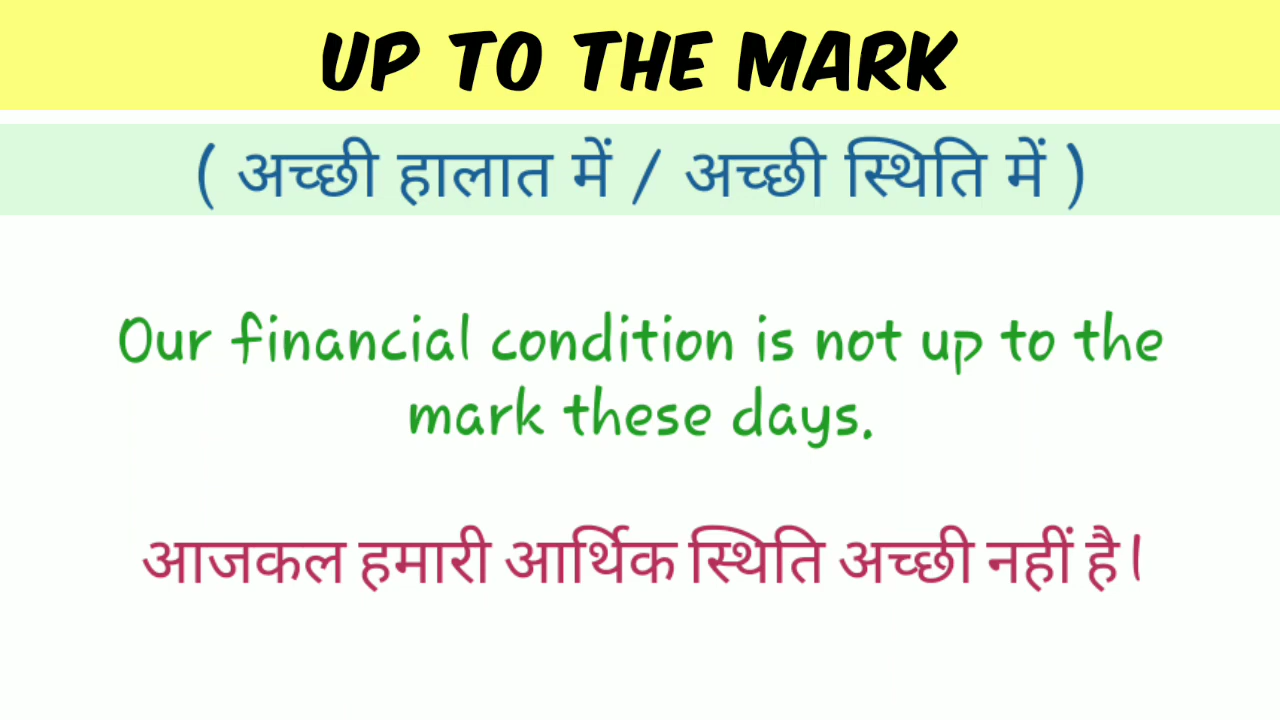 UP TO THE MARK
( अच्छी हालात में / अच्छी स्थिति में )
Our financial condition is not up to the
mark these days.
आजकल हमारी आर्थिक स्थिति अच्छी नहीं है।